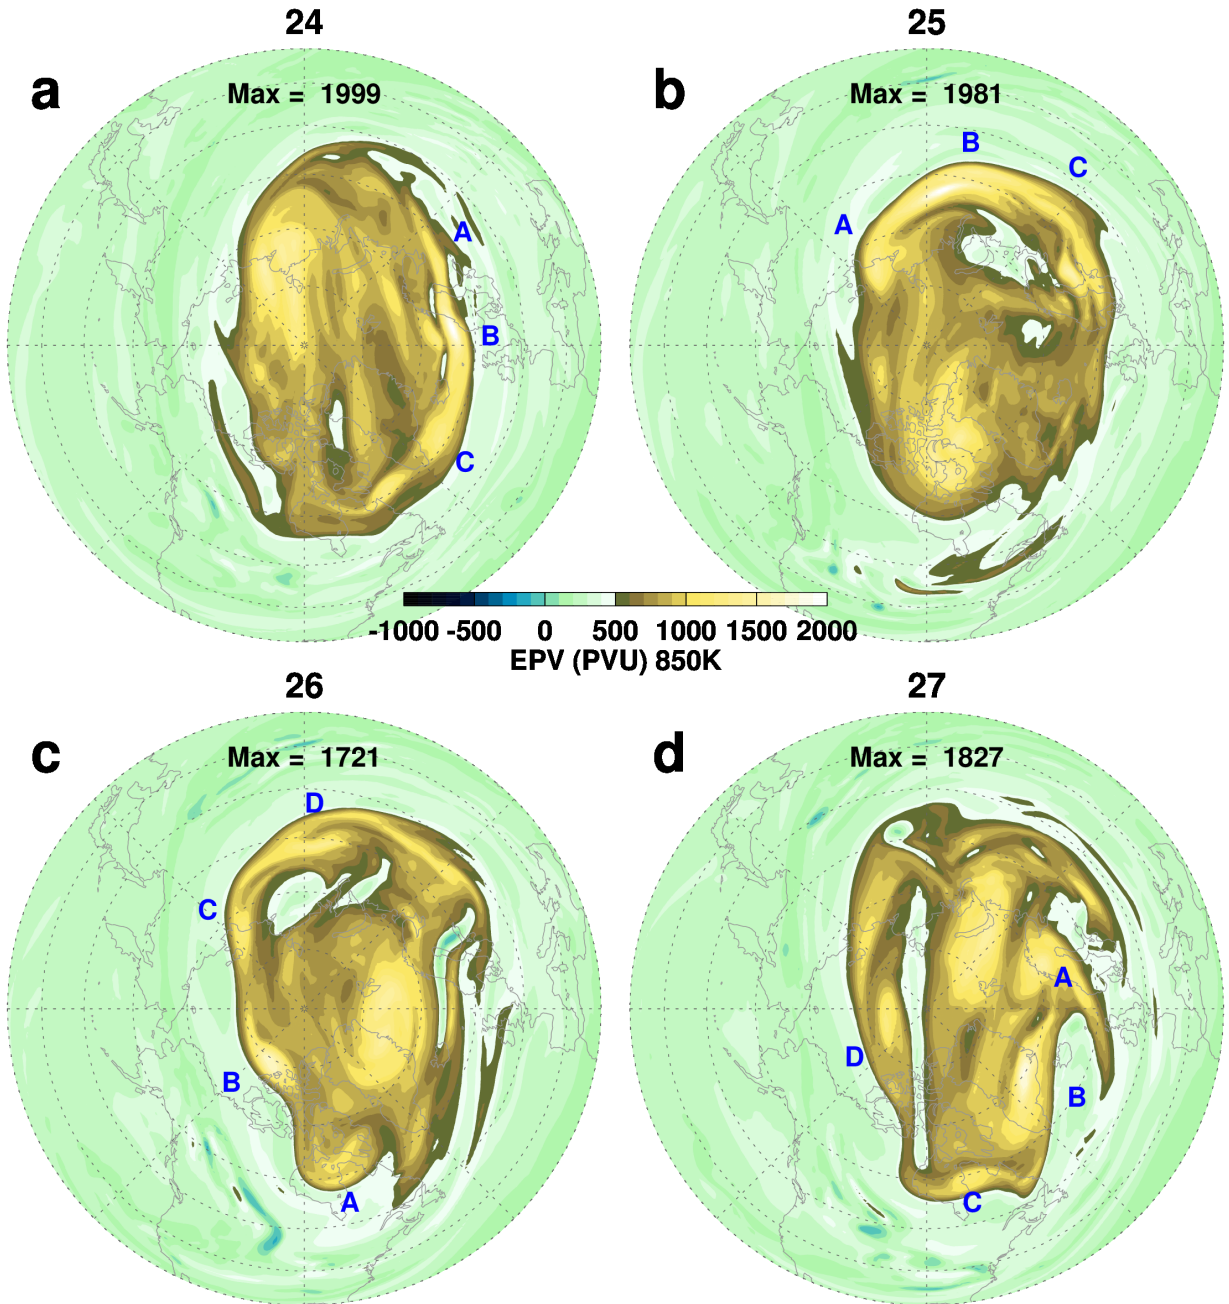 24
25
a
Max = 1999
b
Max = 1981
B
C
A
A
B
C
-1000 -500 0 500 1000 1500 2000
EPV (PVU) 850K
26
27
c
Max = 1721
d
Max = 1827
D
C
A
D
B
B
A
C